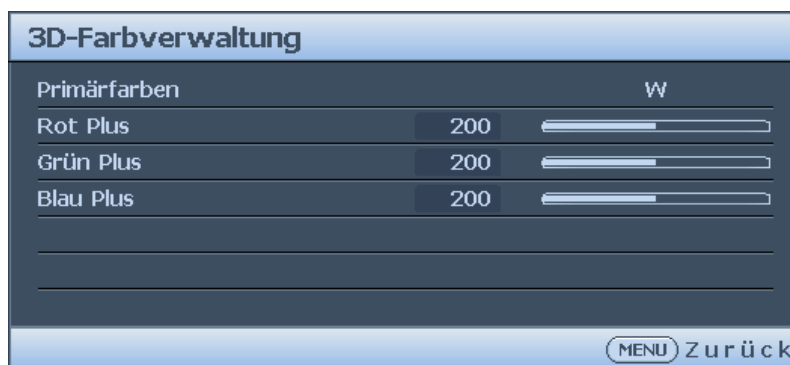 3D-Farbverwaltung
Primärfarben W
Rot Plus 200
Grün Plus 200
Blau Plus 200
MENU Zurück